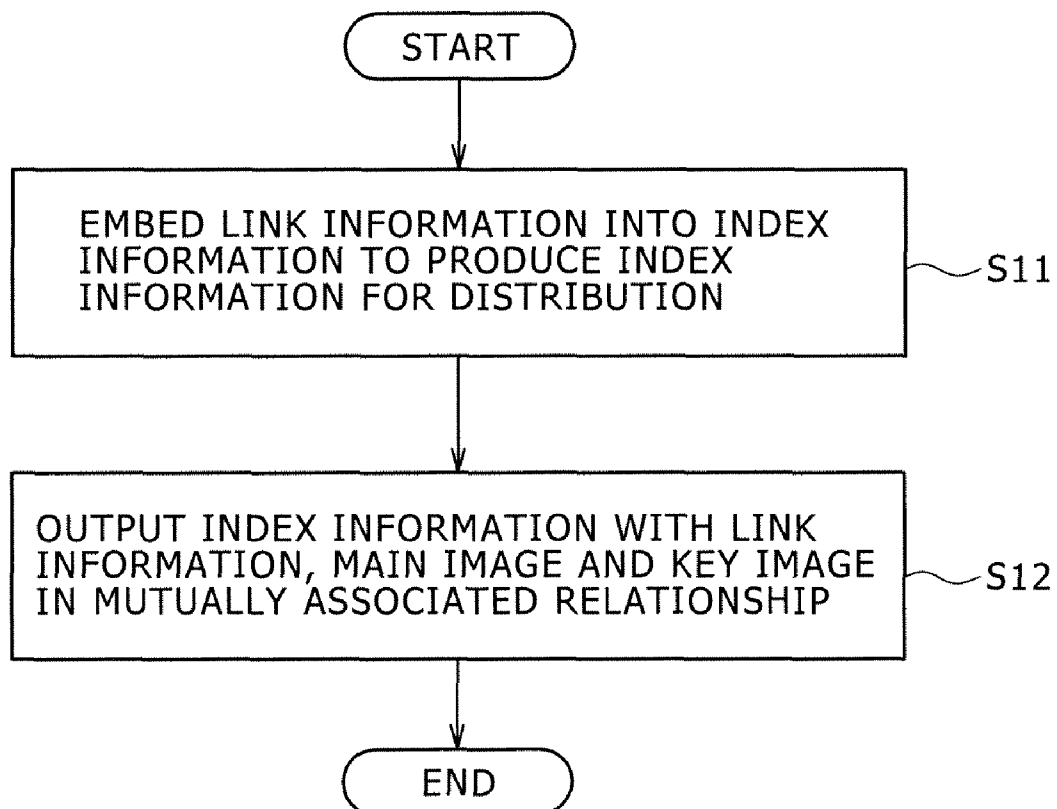 START
EMBED LINK INFORMATION INTO INDEX
INFORMATION TO PRODUCE INDEX
INFORMATION FOR DISTRIBUTION
S11
OUTPUT INDEX INFORMATION WITH LINK
INFORMATION, MAIN IMAGE AND KEY IMAGE
IN MUTUALLY ASSOCIATED RELATIONSHIP
S12
END